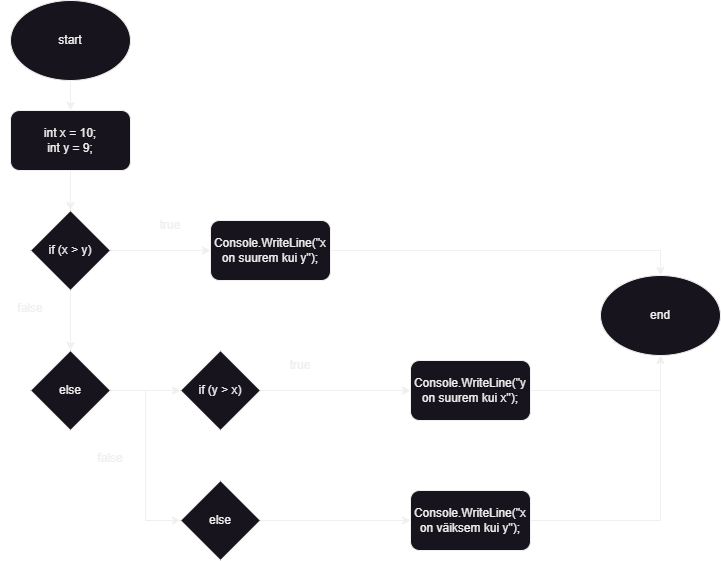 start
int x = 10;
int y = 9;
if (x > y)
true
Console.WriteLine("x
on suurem kui y");
false
end
else
if (y > x)
true
Console.WriteLine("y
on suurem kui x");
false
else
Console.WriteLine("x
on väiksem kui y");